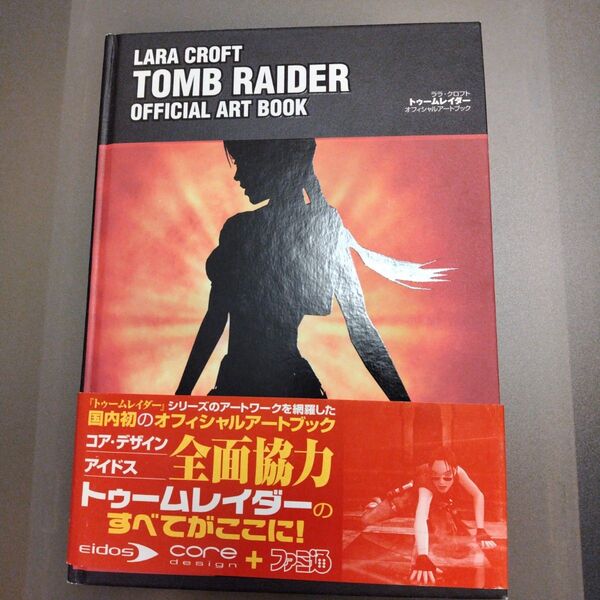 LARA CROFT
TOMB RAIDER
OFFICIAL ART BOOK
ララ・クロフト
トゥームレイダー
オフィシャルアートブック
『トゥームレイダー』シリーズのアートワークを網羅した
国内初のオフィシャルアートブック
コア・デザイン
アイドス
全面協力
トゥームレイダーの
すべてがここに!
eidos core design + ファミ通